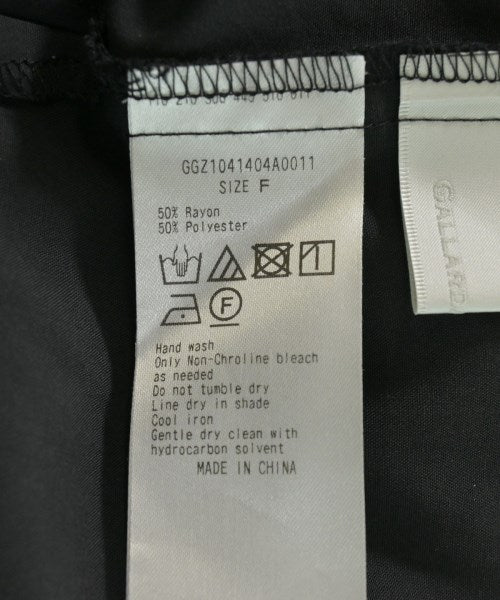 GGZ1041404A0011
SIZE F
50% Rayon
50% Polyester
F
Hand wash
Only Non-Chroline bleach
as needed
Do not tumble dry
Line dry in shade
Cool iron
Gentle dry clean with
hydrocarbon solvent
MADE IN CHINA
GALLARD